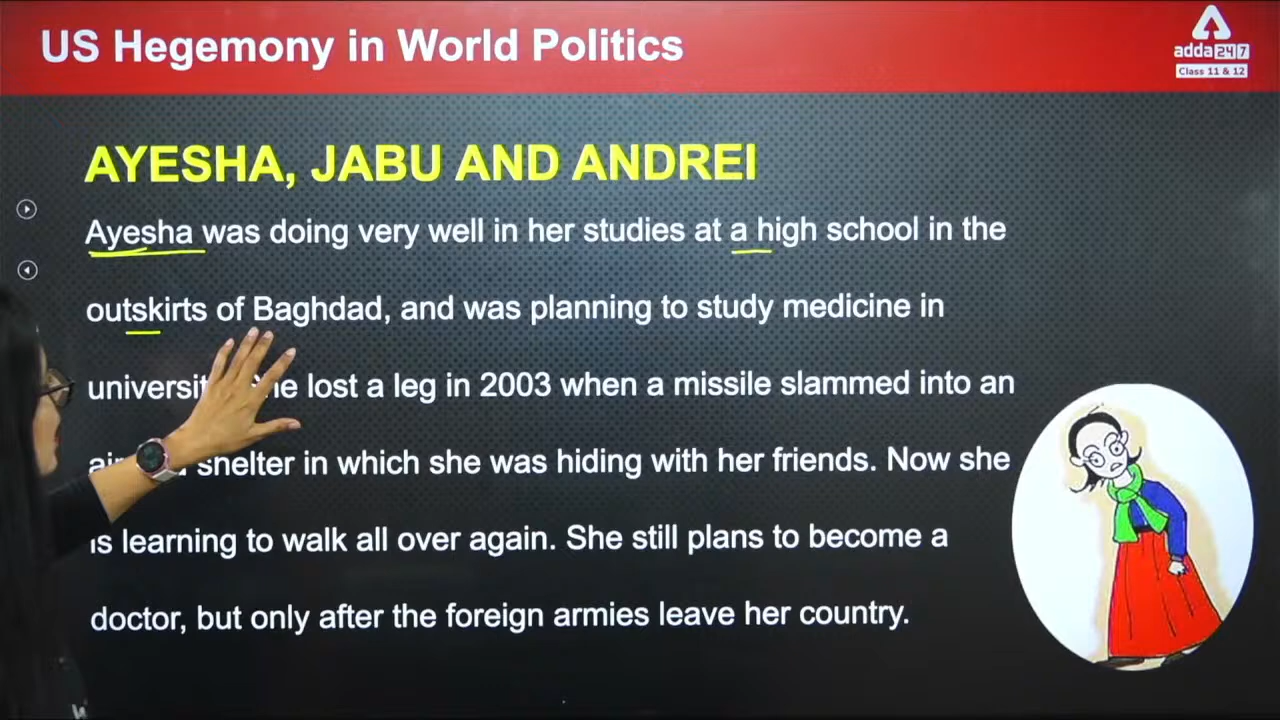 US Hegemony in World Politics
adda247
Class 11 & 12
AYESHA, JABU AND ANDREI
Ayesha was doing very well in her studies at a high school in the
outskirts of Baghdad, and was planning to study medicine in
he lost a leg in 2003 when a missile slammed into an
shelter in which she was hiding with her friends. Now she
is learning to walk all over again. She still plans to become a
doctor, but only after the foreign armies leave her country.